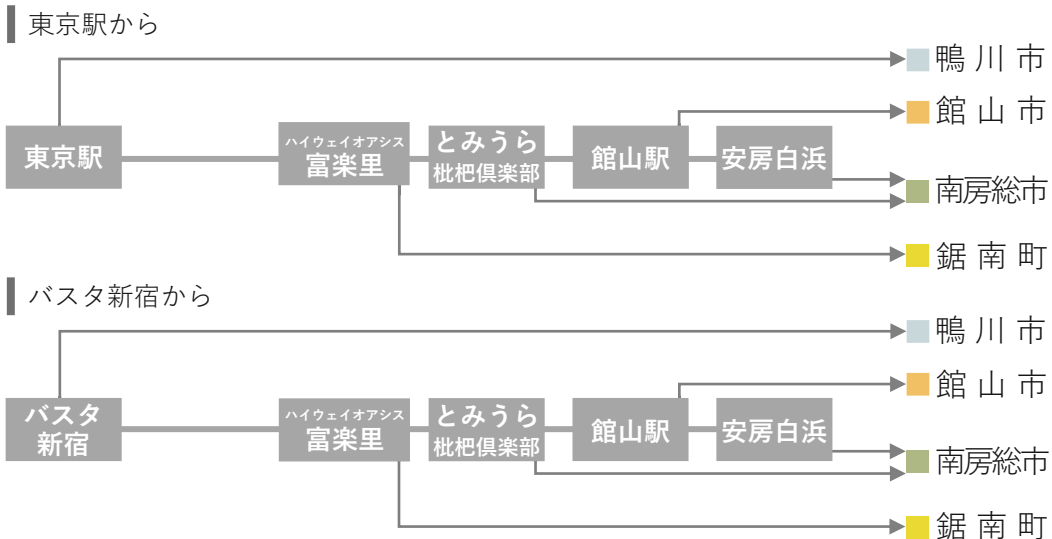 東京駅から
鴨川市
館山市
東京駅
ハイウェイオアシス
富楽里
とみうら
枇杷倶楽部
館山駅
安房白浜
南房総市
鋸南町
バスタ新宿から
鴨川市
館山市
バスタ
新宿
ハイウェイオアシス
富楽里
とみうら
枇杷倶楽部
館山駅
安房白浜
南房総市
鋸南町